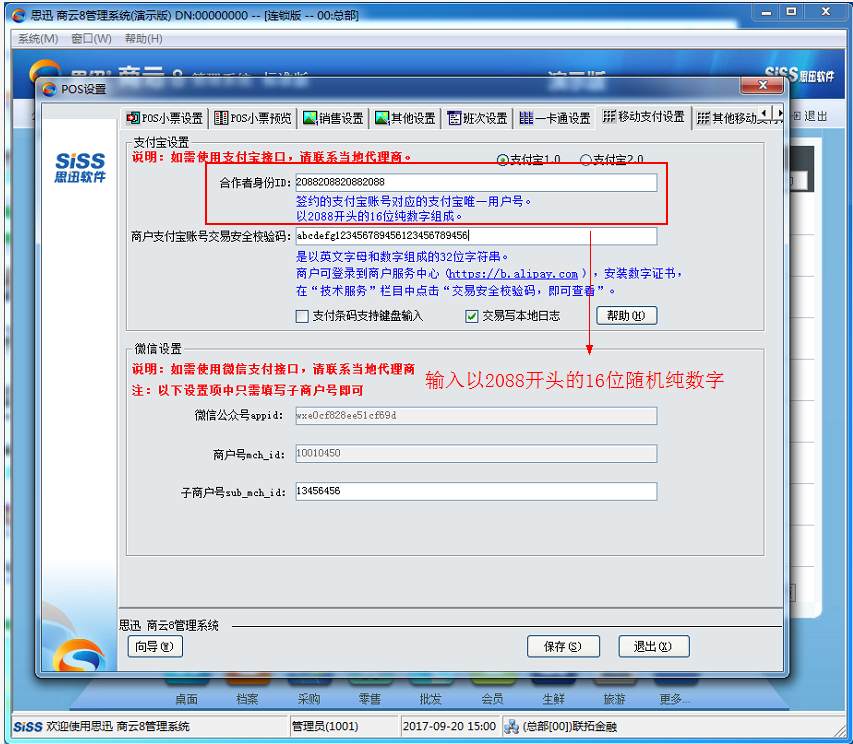 思迅 商云8管理系统(演示版) DN:00000000 -- [连锁版 -- 00:总部]
系统(M) 窗口(W) 帮助(H)
SiSS思迅软件
POS设置
退出
POS小票设置 POS小票预览 销售设置 其他设置 班次设置 一卡通设置 移动支付设置 其他移动支付
SiSS
思迅软件
支付宝设置
说明：如需使用支付宝接口，请联系当地代理商。
支付宝1.0 支付宝2.0
合作者身份ID: 2088208820882088
签约的支付宝账号对应的支付宝唯一用户号。
以2088开头的16位纯数字组成。
商户支付宝账号交易安全校验码: abcdefg123456789456123456789456
是以英文字母和数字组成的32位字符串。
商户可登录到商户服务中心（https://b.alipay.com ），安装数字证书，
在“技术服务”栏目中点击“交易安全校验码，即可查看”。
支付条码支持键盘输入 交易写本地日志 帮助(H)
微信设置
说明：如需使用微信支付接口，请联系当地代理商
输入以2088开头的16位随机纯数字
注：以下设置项中只需填写子商户号即可
微信公众号appid: wxe0cf828ee51cf69d
商户号mch_id: 10010450
子商户号sub_mch_id: 13456456
思迅 商云8管理系统
向导(W) 保存(S) 退出(X)
桌面 档案 采购 零售 批发 会员 生鲜 旅游 更多...
SiSS 欢迎使用思迅 商云8管理系统 管理员(1001) 2017-09-20 15:00 (总部[00])联拓金融